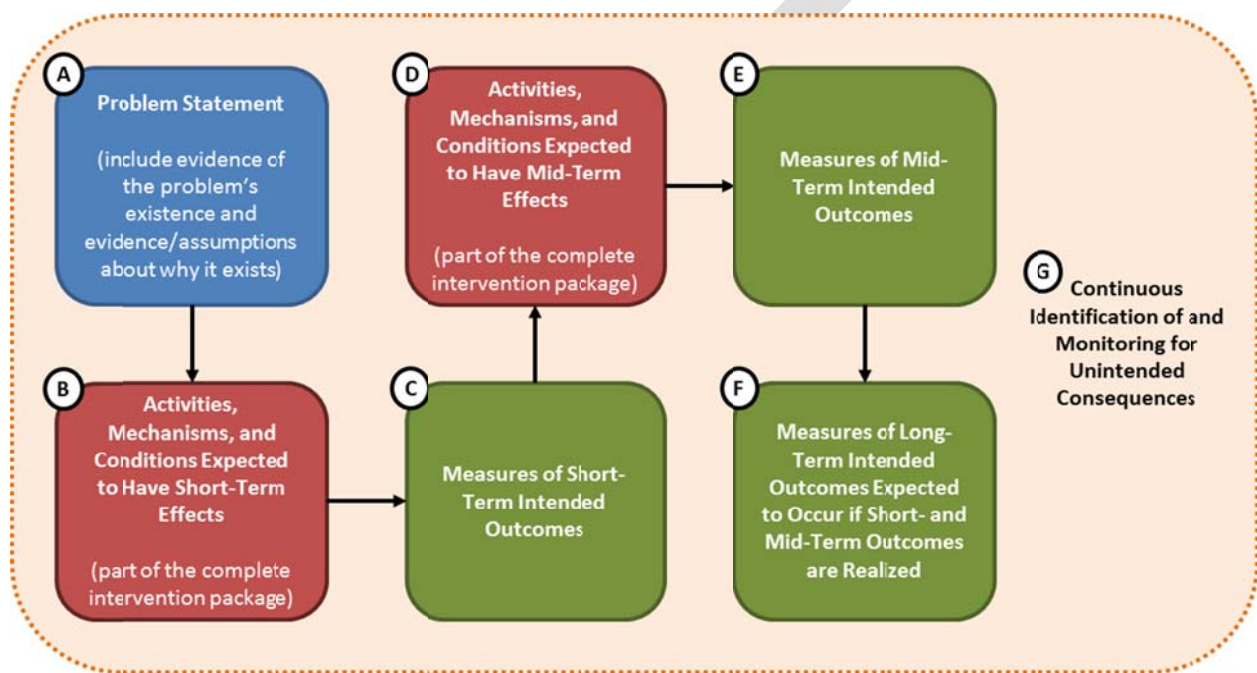 A
Problem Statement
(include evidence of
the problem's
existence and
evidence/assumptions
about why it exists)
B
Activities,
Mechanisms, and
Conditions Expected
to Have Short-Term
Effects
(part of the complete
intervention package)
C
Measures of Short-
Term Intended
Outcomes
D
Activities,
Mechanisms, and
Conditions Expected
to Have Mid-Term
Effects
(part of the complete
intervention package)
E
Measures of Mid-
Term Intended
Outcomes
F
Measures of Long-
Term Intended
Outcomes Expected
to Occur if Short- and
Mid-Term Outcomes
are Realized
G
Continuous
Identification of and
Monitoring for
Unintended
Consequences